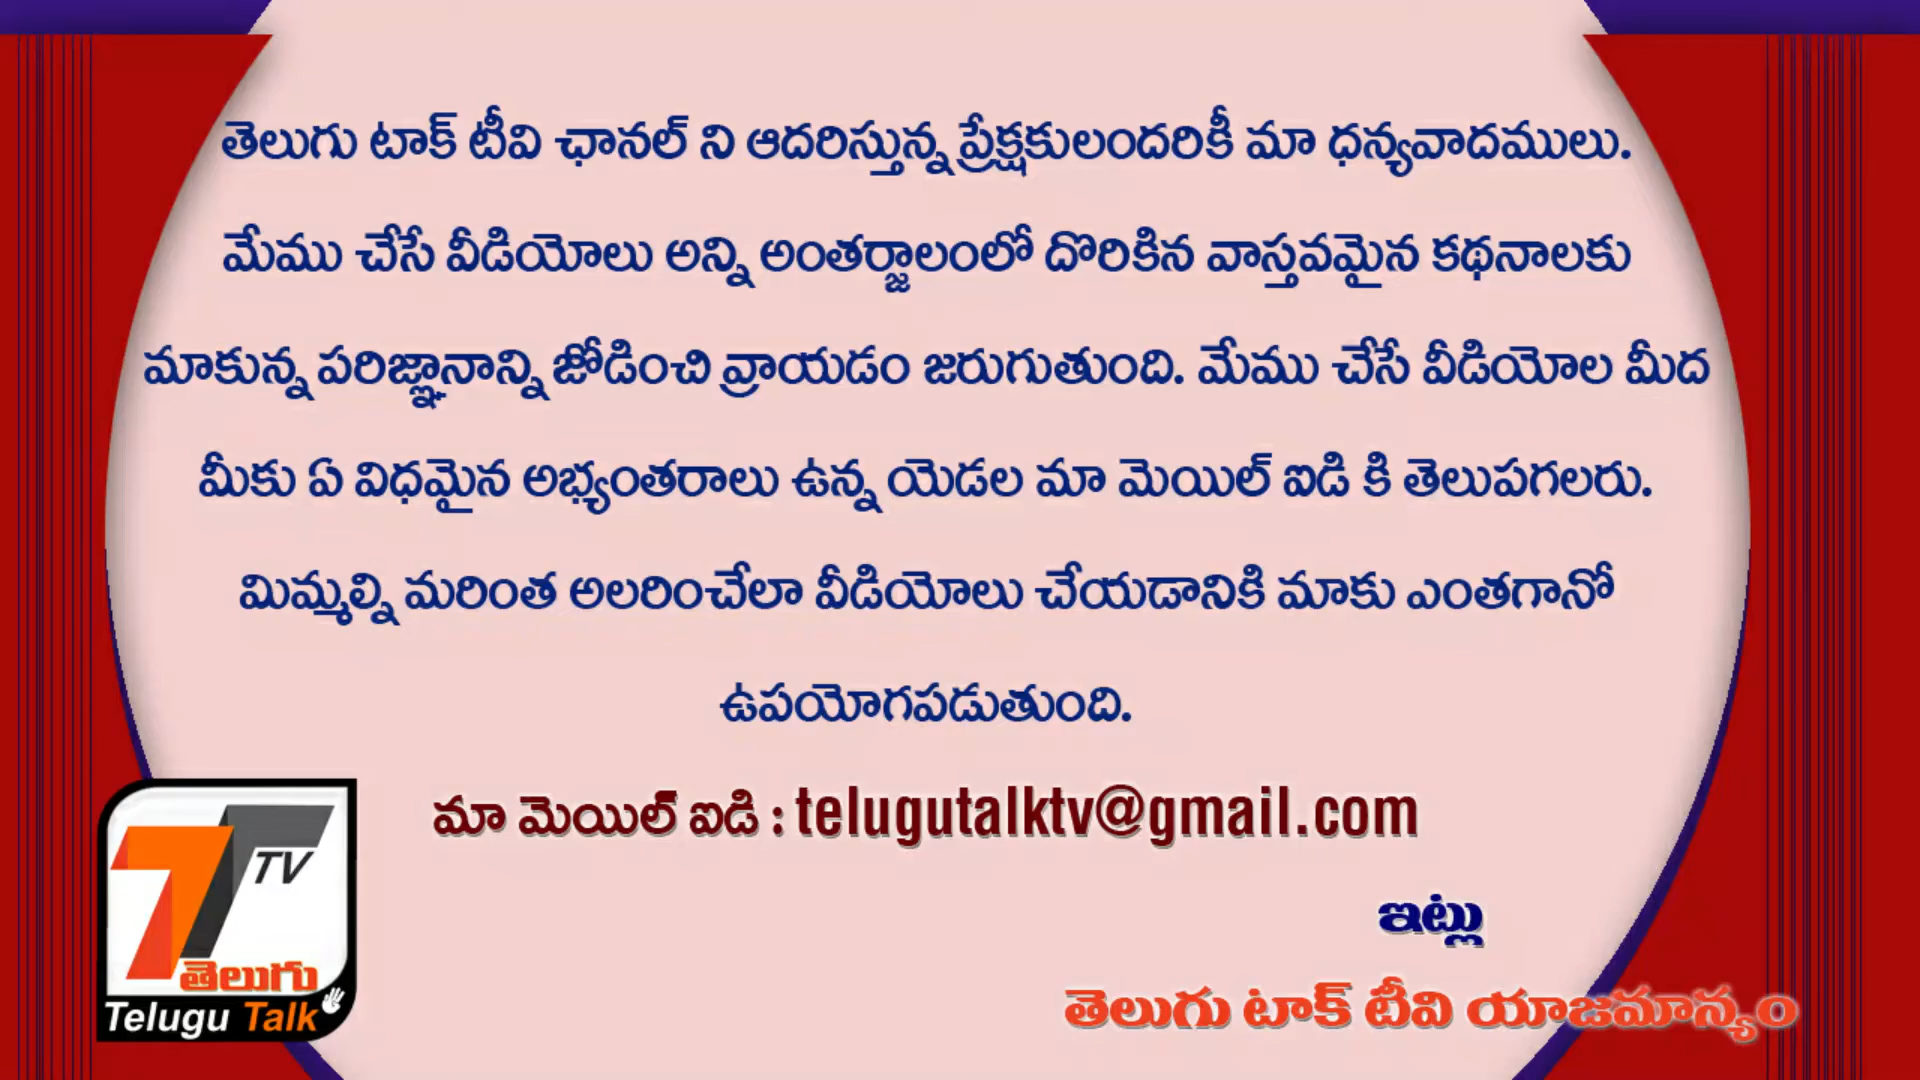 తెలుగు టాక్ టీవి ఛానల్ ని ఆదరిస్తున్న ప్రేక్షకులందరికీ మా ధన్యవాదములు.
మేము చేసే వీడియోలు అన్ని అంతర్జాలంలో దొరికిన వాస్తవమైన కథనాలకు
మాకున్న పరిజ్ఞానాన్ని జోడించి వ్రాయడం జరుగుతుంది. మేము చేసే వీడియోల మీద
మీకు ఏ విధమైన అభ్యంతరాలు ఉన్న యెడల మా మెయిల్ ఐడి కి తెలుపగలరు.
మిమ్మల్ని మరింత అలరించేలా వీడియోలు చేయడానికి మాకు ఎంతగానో
ఉపయోగపడుతుంది.
మా మెయిల్ ఐడి : telugutalktv@gmail.com
ఇట్లు
తెలుగు టాక్ టీవి యాజమాన్యం
TV
తెలుగు
Telugu Talk